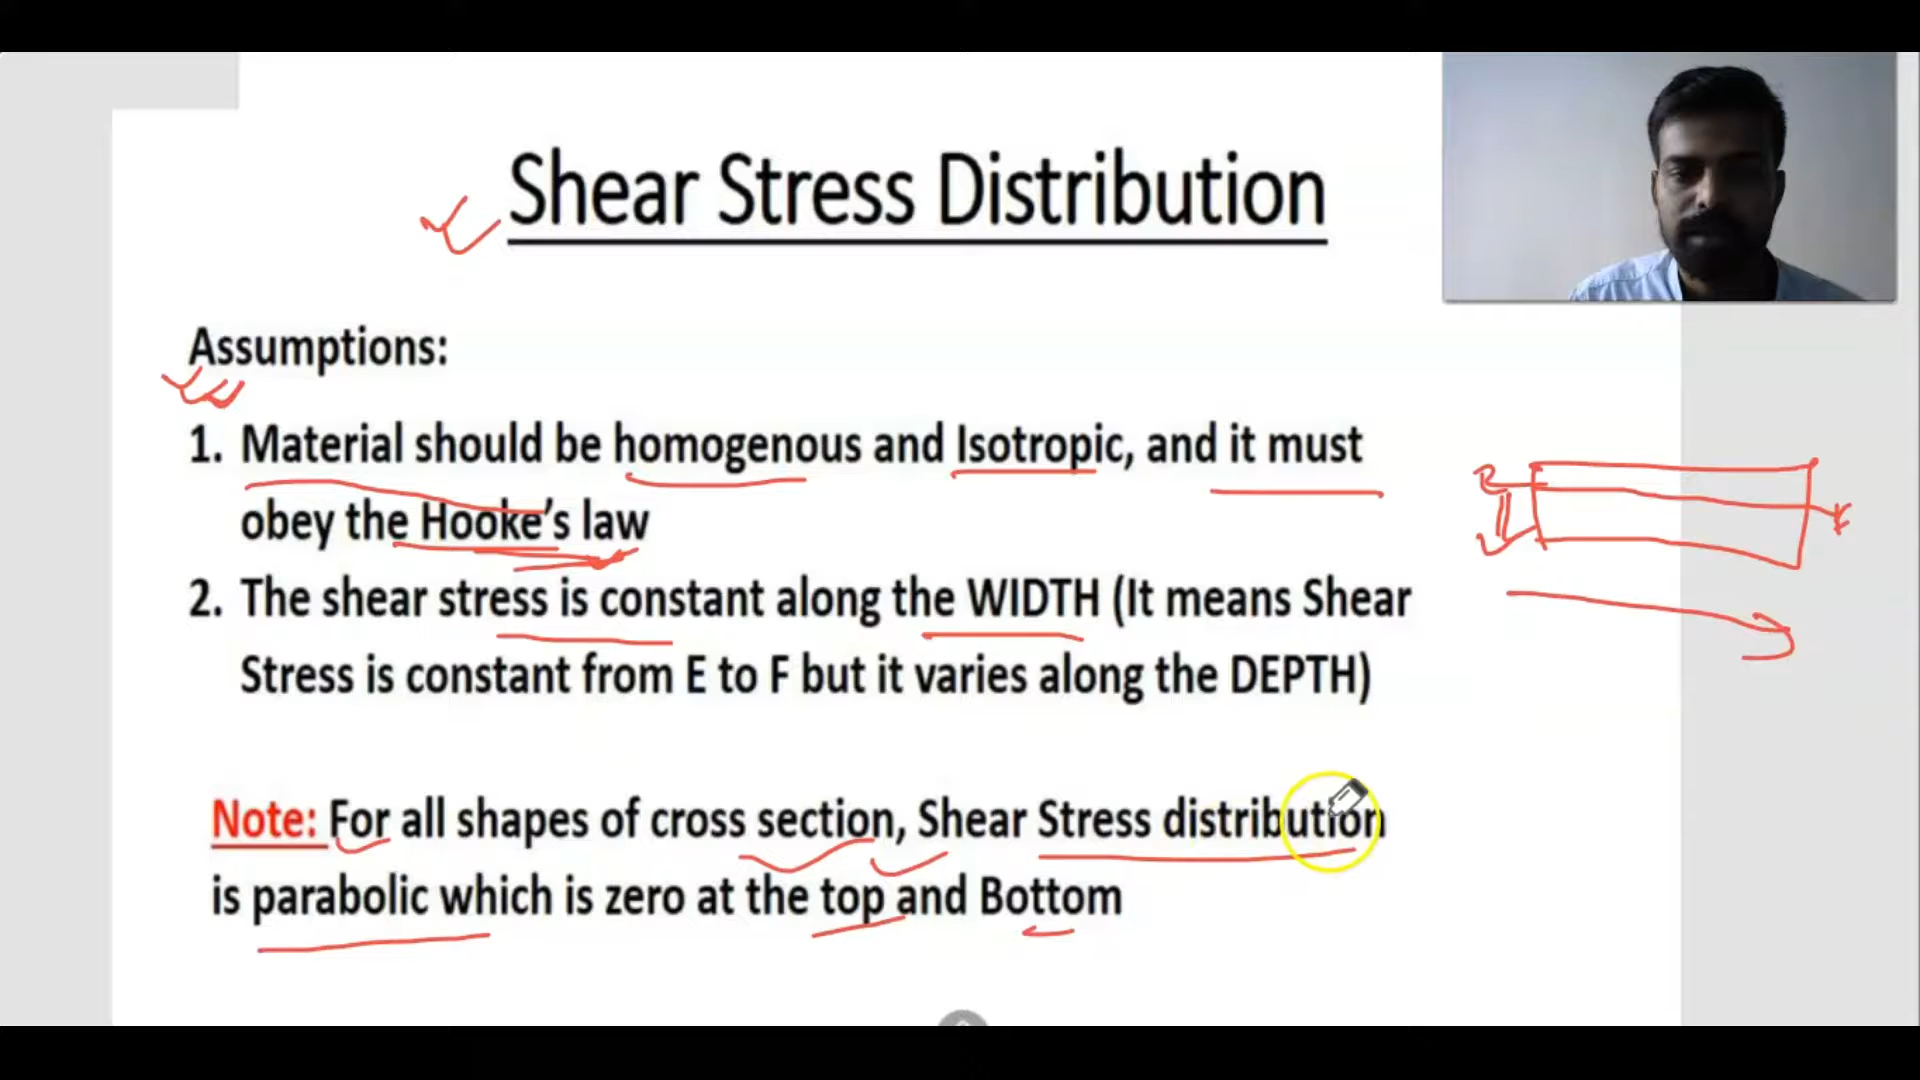 Shear Stress Distribution
Assumptions:
1. Material should be homogenous and Isotropic, and it must
obey the Hooke's law
2. The shear stress is constant along the WIDTH (It means Shear
Stress is constant from E to F but it varies along the DEPTH)
Note: For all shapes of cross section, Shear Stress distribution
is parabolic which is zero at the top and Bottom